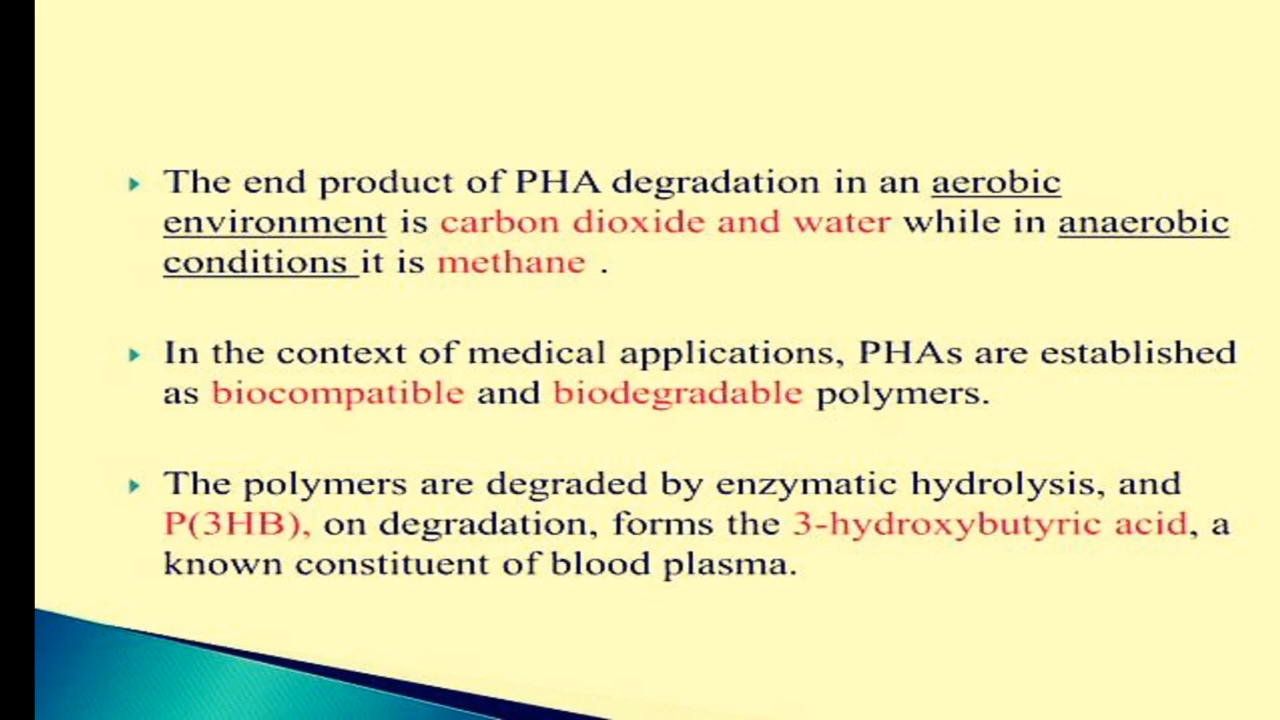 The end product of PHA degradation in an aerobic
environment is carbon dioxide and water while in anaerobic
conditions it is methane .
In the context of medical applications, PHAs are established
as biocompatible and biodegradable polymers.
The polymers are degraded by enzymatic hydrolysis, and
P(3HB), on degradation, forms the 3-hydroxybutyric acid, a
known constituent of blood plasma.